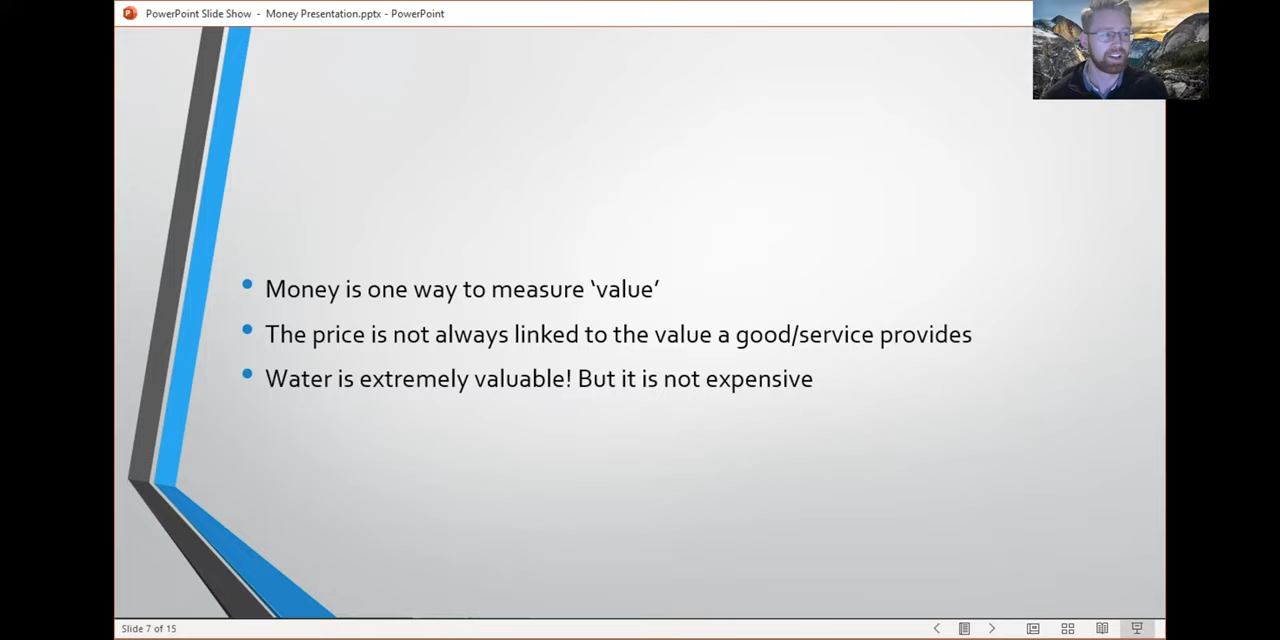 PowerPoint Slide Show - Money Presentation.pptx - PowerPoint
• Money is one way to measure ‘value’
• The price is not always linked to the value a good/service provides
• Water is extremely valuable! But it is not expensive
Slide 7 of 15